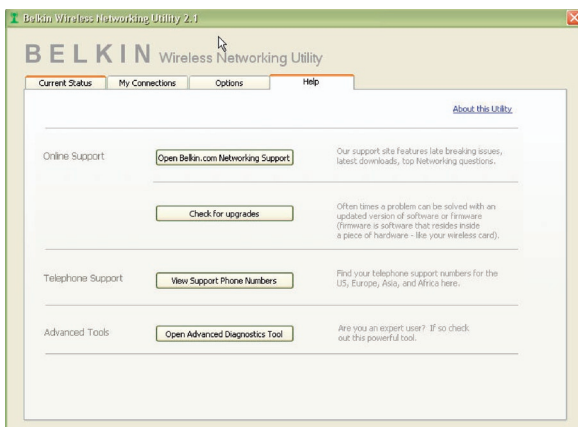 Belkin Wireless Networking Utility 2.1
BELKIN Wireless Networking Utility
Current Status My Connections Options Help
About this Utility
Online Support
Open Belkin.com Networking Support
Our support site features late breaking issues,
latest downloads, top Networking questions.
Check for upgrades
Often times a problem can be solved with an
updated version of software or firmware
(firmware is software that resides inside
a piece of hardware - like your wireless card).
Telephone Support
View Support Phone Numbers
Find your telephone support numbers for the
US, Europe, Asia, and Africa here.
Advanced Tools
Open Advanced Diagnostics Tool
Are you an expert user? If so check
out this powerful tool.